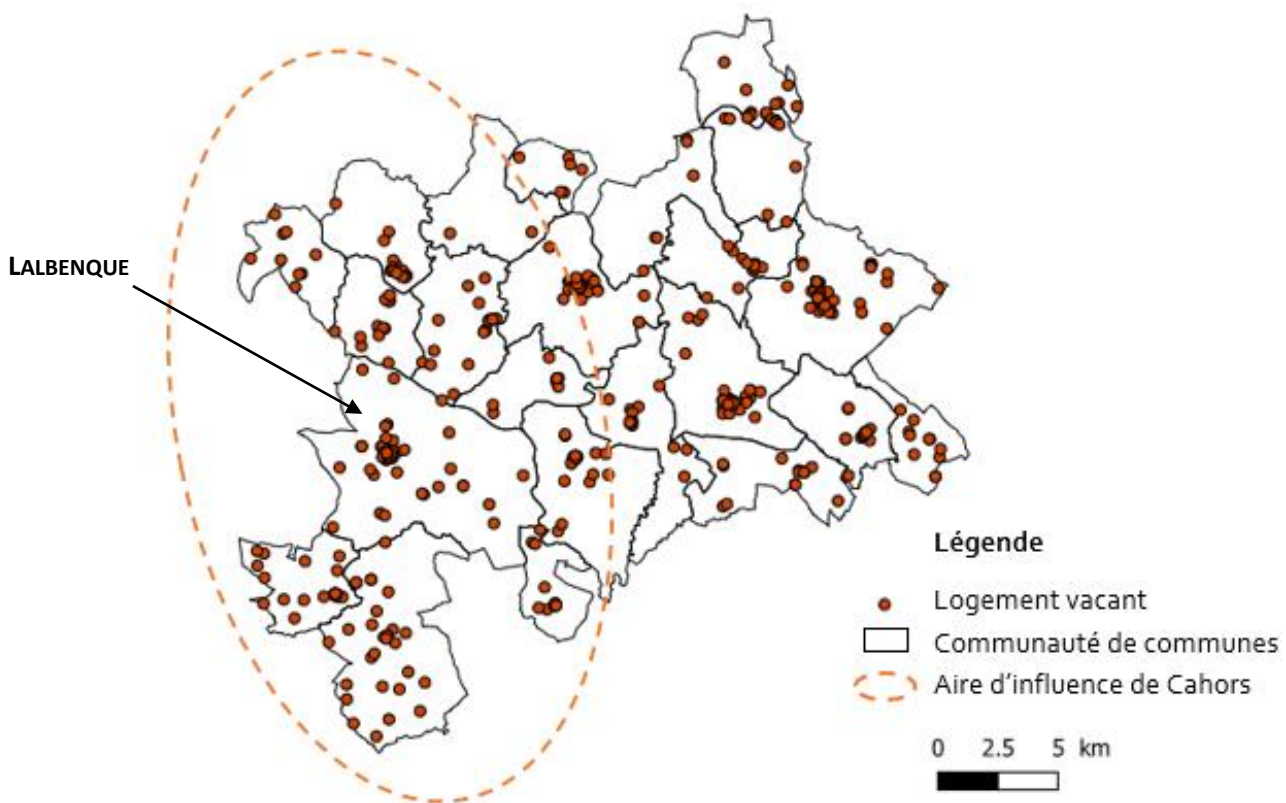 LALBENQUE
Légende
Logement vacant
Communauté de communes
Aire d'influence de Cahors
0 2.5 5 km